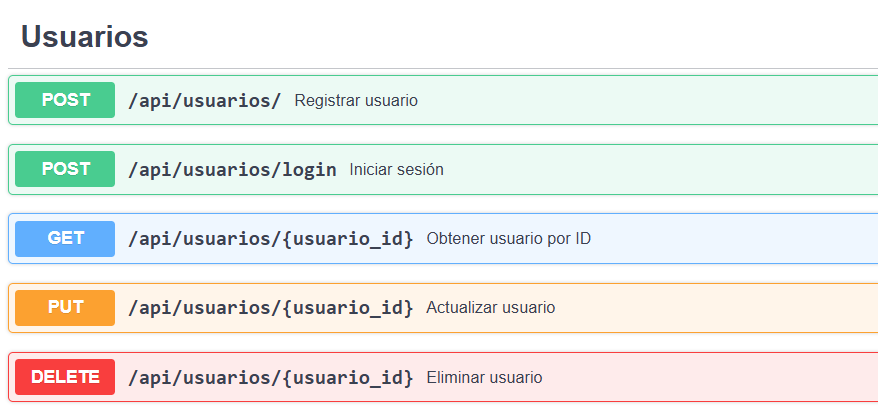 Usuarios
POST /api/usuarios/ Registrar usuario
POST /api/usuarios/login Iniciar sesión
GET /api/usuarios/{usuario_id} Obtener usuario por ID
PUT /api/usuarios/{usuario_id} Actualizar usuario
DELETE /api/usuarios/{usuario_id} Eliminar usuario